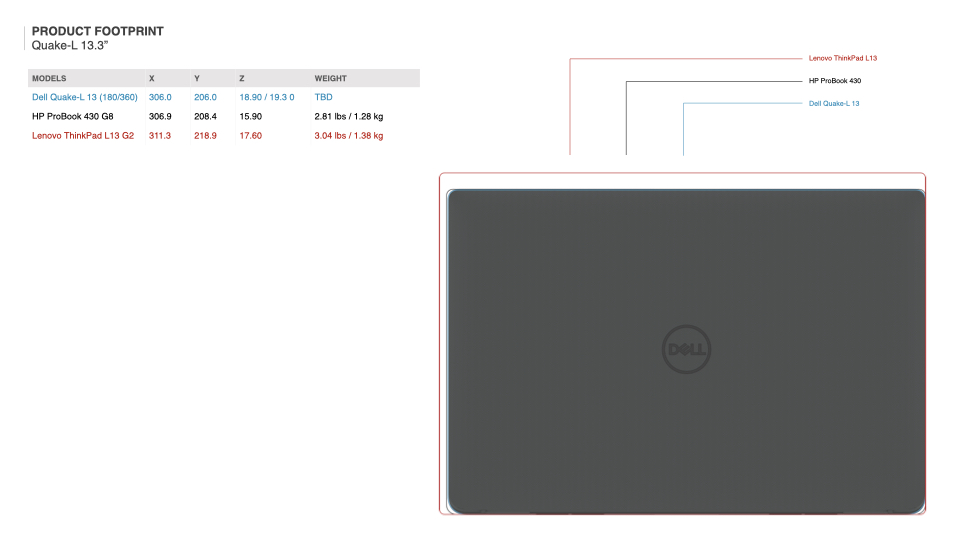 PRODUCT FOOTPRINT
Quake-L 13.3”
MODELS X Y Z WEIGHT
Dell Quake-L 13 (180/360) 306.0 206.0 18.90 / 19.3 0 TBD
HP ProBook 430 G8 306.9 208.4 15.90 2.81 lbs / 1.28 kg
Lenovo ThinkPad L13 G2 311.3 218.9 17.60 3.04 lbs / 1.38 kg
Lenovo ThinkPad L13
HP ProBook 430
Dell Quake-L 13
DELL